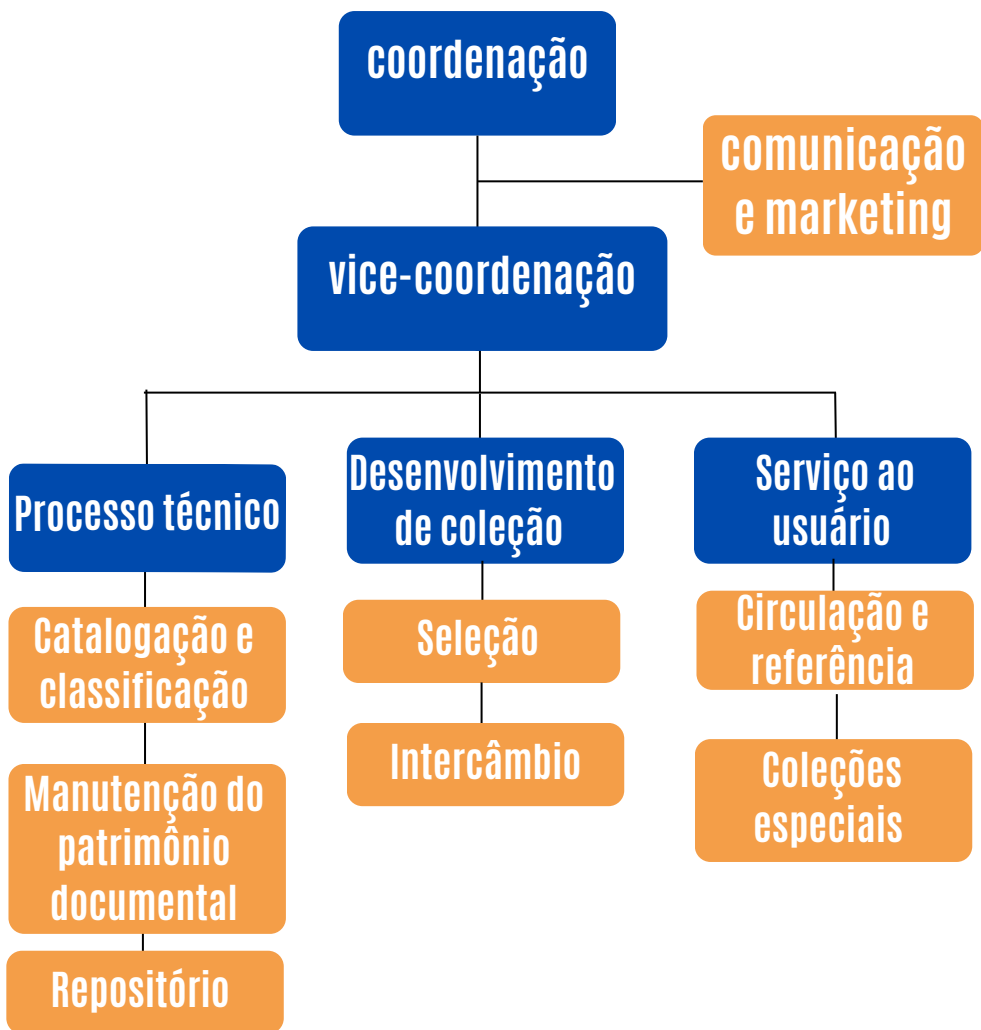 coordenação
comunicação
e marketing
vice-coordenação
Processo técnico
Desenvolvimento
de coleção
Serviço ao
usuário
Catalogação e
classificação
Seleção
Circulação e
referência
Manutenção do
patrimônio
documental
Intercâmbio
Coleções
especiais
Repositório